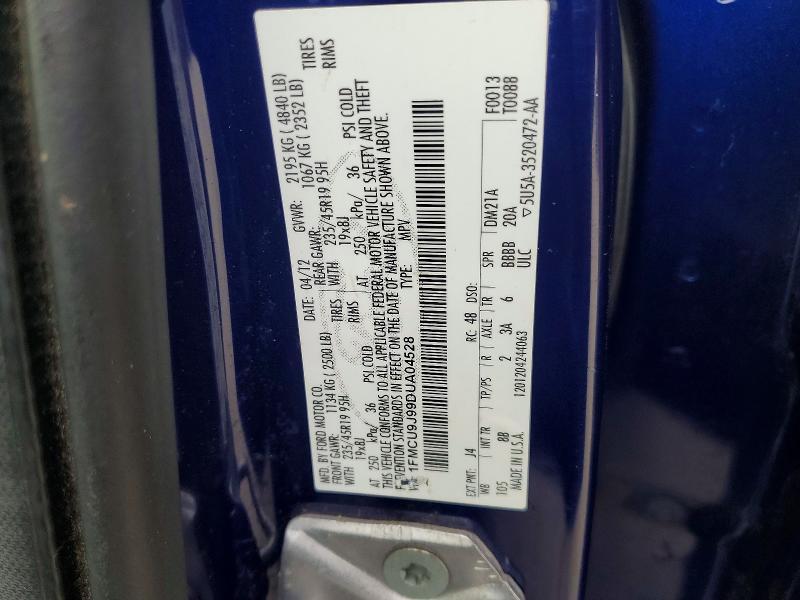 MFD. BY FORD MOTOR CO. DATE: 04/12 GVWR: 2195 KG ( 4840 LB)
FRONT GAWR: 1134 KG ( 2500 LB) REAR GAWR: 1067 KG ( 2352 LB)
WITH 235/45R19 95H TIRES WITH 235/45R19 95H TIRES
19x8J RIMS 19x8J RIMS
AT 250 kPa/ 36 PSI COLD AT 250 kPa/ 36 PSI COLD
THIS VEHICLE CONFORMS TO ALL APPLICABLE FEDERAL MOTOR VEHICLE SAFETY AND THEFT
PREVENTION STANDARDS IN EFFECT ON THE DATE OF MANUFACTURE SHOWN ABOVE.
VIN: 1FMCU9J99DUA04528 TYPE: MPV
F0013
T0088
EXT PNT: J4 RC: 48 DSO:
WB INT TR TP/PS R AXLE TR SPR DM21A
105 BB 2 3A 6 BBBB 20A
ULC
MADE IN U.S.A. 1201204244063 ▽5U5A-3520472-AA